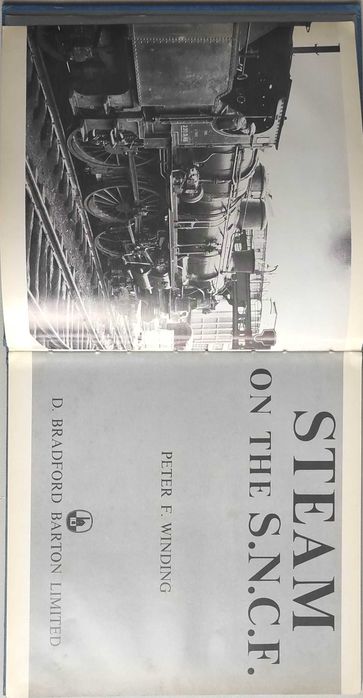 STEAM
ON THE S.N.C.F.
PETER F. WINDING
D. BRADFORD BARTON LIMITED